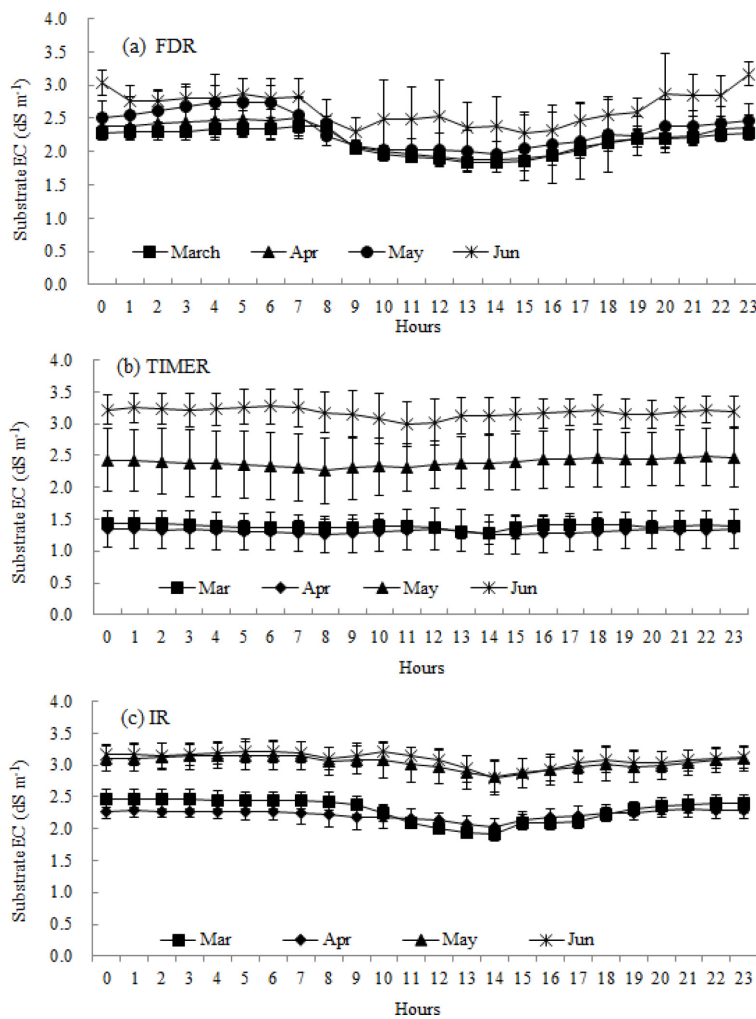 (a) FDR
Substrate EC (dS m⁻¹)
4.0
3.5
3.0
2.5
2.0
1.5
1.0
0.5
0.0
March Apr May Jun
0 1 2 3 4 5 6 7 8 9 10 11 12 13 14 15 16 17 18 19 20 21 22 23
Hours
(b) TIMER
Substrate EC (dS m⁻¹)
4.0
3.5
3.0
2.5
2.0
1.5
1.0
0.5
0.0
Mar Apr May Jun
0 1 2 3 4 5 6 7 8 9 10 11 12 13 14 15 16 17 18 19 20 21 22 23
Hours
(c) IR
Substrate EC (dS m⁻¹)
4.0
3.5
3.0
2.5
2.0
1.5
1.0
0.5
0.0
Mar Apr May Jun
0 1 2 3 4 5 6 7 8 9 10 11 12 13 14 15 16 17 18 19 20 21 22 23
Hours